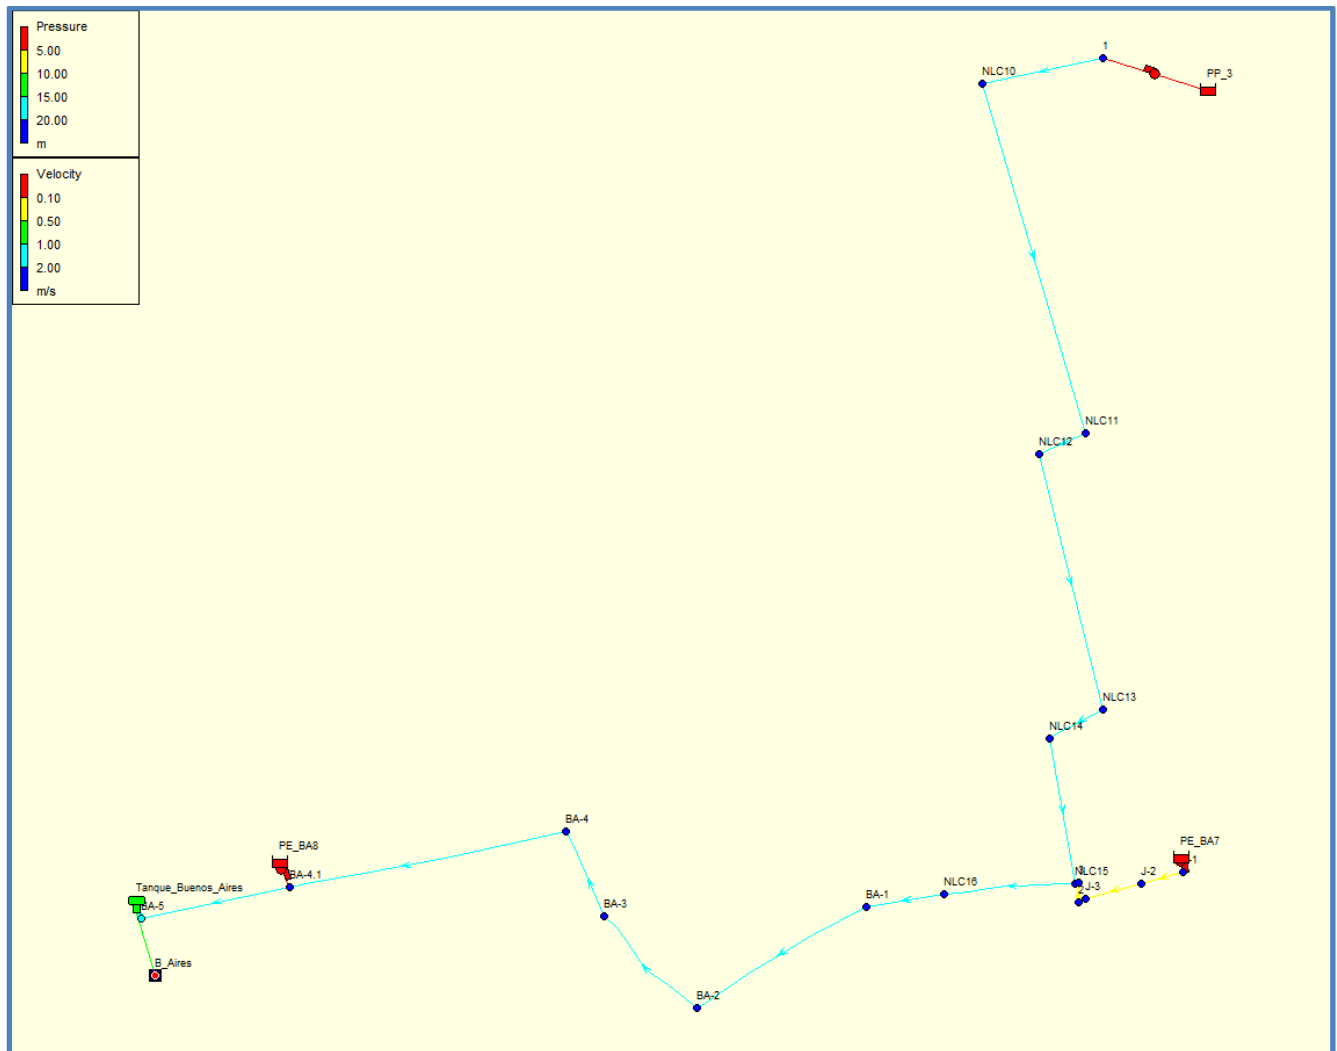 Pressure
5.00
10.00
15.00
20.00
m
Velocity
0.10
0.50
1.00
2.00
m/s
1
PP_3
NLC10
NLC11
NLC12
NLC13
NLC14
BA-4
PE_BA8
PE_BA7
BA-4.1
NLC15
J-2
-1
Tanque_Buenos_Aires
NLC16
J-3
2
BA-1
BA-5
BA-3
B_Aires
BA-2